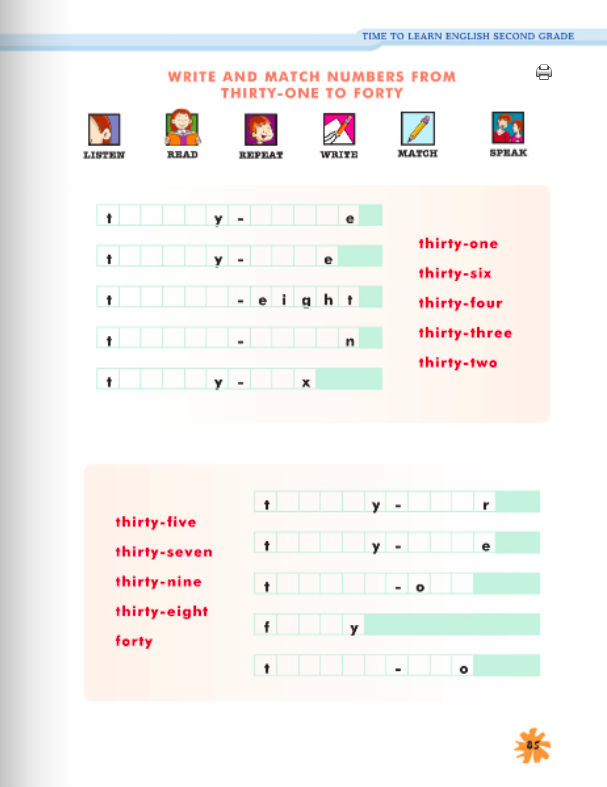 TIME TO LEARN ENGLISH SECOND GRADE
WRITE AND MATCH NUMBERS FROM
THIRTY-ONE TO FORTY
LISTEN READ REPEAT WRITE MATCH SPEAK
t y - e
t y - e
t - e i g h t
t - n
t y - x
thirty-one
thirty-six
thirty-four
thirty-three
thirty-two
thirty-five
thirty-seven
thirty-nine
thirty-eight
forty
t y - r
t y - e
t - o
f y
t - o
85